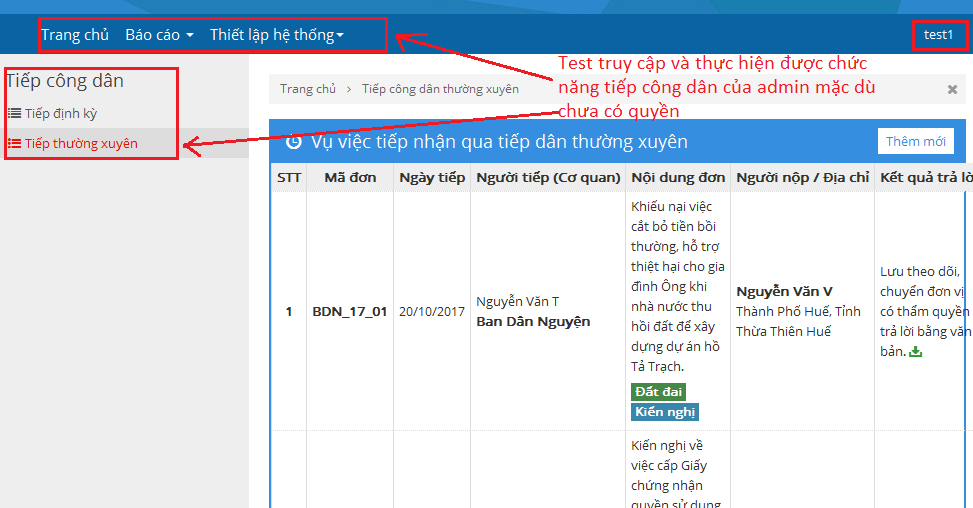 Trang chủ Báo cáo Thiết lập hệ thống test1
Test truy cập và thực hiện được chức
năng tiếp công dân của admin mặc dù
chưa có quyền
Tiếp công dân
Tiếp định kỳ
Tiếp thường xuyên
Trang chủ › Tiếp công dân thường xuyên ×
Vụ việc tiếp nhận qua tiếp dân thường xuyên Thêm mới
STT Mã đơn Ngày tiếp Người tiếp (Cơ quan) Nội dung đơn Người nộp / Địa chỉ Kết quả trả lờ
1
BDN_17_01
20/10/2017
Nguyễn Văn T
Ban Dân Nguyện
Khiếu nại việc
cắt bỏ tiền bồi
thường, hỗ trợ
thiệt hại cho gia
đình Ông khi
nhà nước thu
hồi đất để xây
dựng dự án hồ
Tả Trạch.
Đất đai
Kiến nghị
Nguyễn Văn V
Thành Phố Huế, Tỉnh
Thừa Thiên Huế
Lưu theo dõi,
chuyển đơn vị
có thẩm quyền
trả lời bằng văn
bản.
Kiến nghị về
việc cấp Giấy
chứng nhận
quyền sử dụng